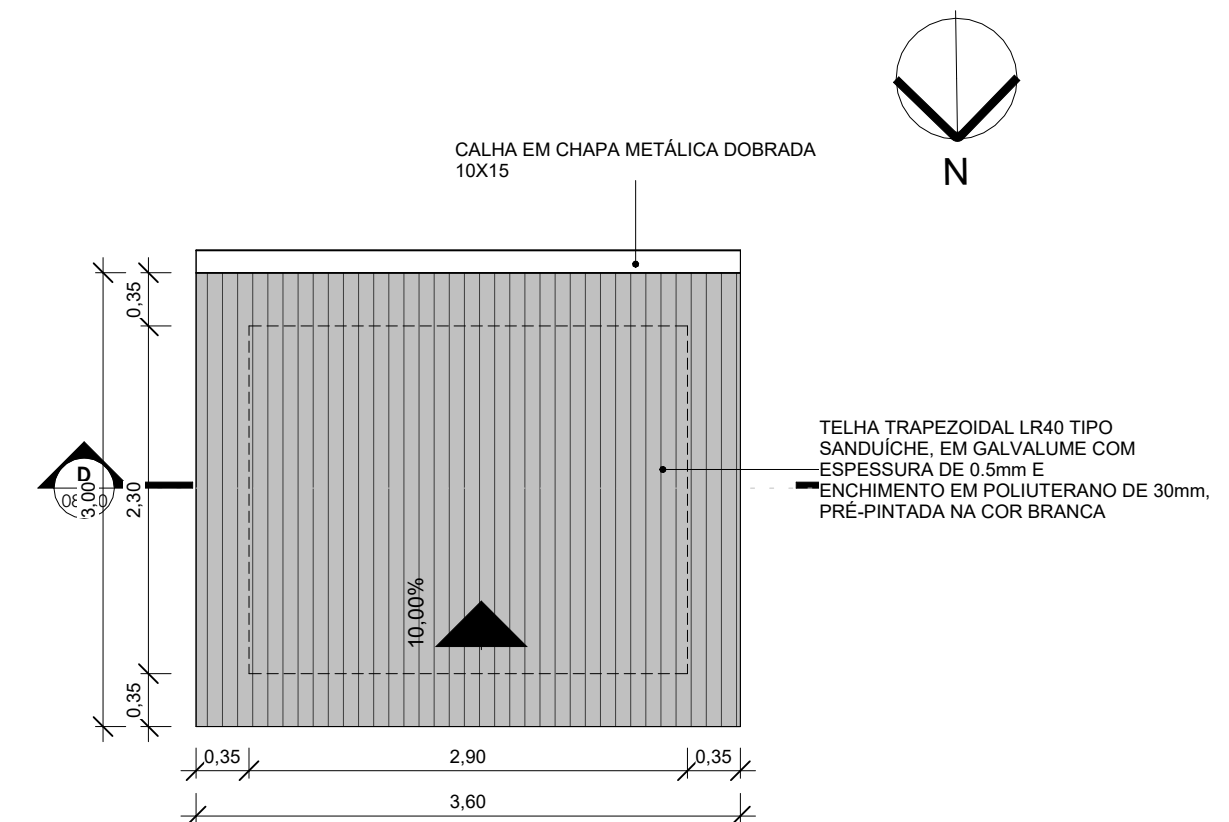 N
CALHA EM CHAPA METÁLICA DOBRADA
10X15
0,35
TELHA TRAPEZOIDAL LR40 TIPO
SANDUÍCHE, EM GALVALUME COM
ESPESSURA DE 0.5mm E
ENCHIMENTO EM POLIUTERANO DE 30mm,
PRÉ-PINTADA NA COR BRANCA
D
3,00
2,30
10,00%
0,35
0,35
2,90
0,35
3,60